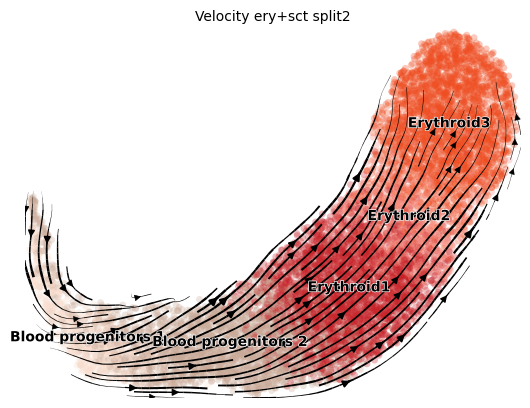 Velocity ery+sct split2
Erythroid3
Erythroid2
Erythroid1
Blood progenitors 1
Blood progenitors 2